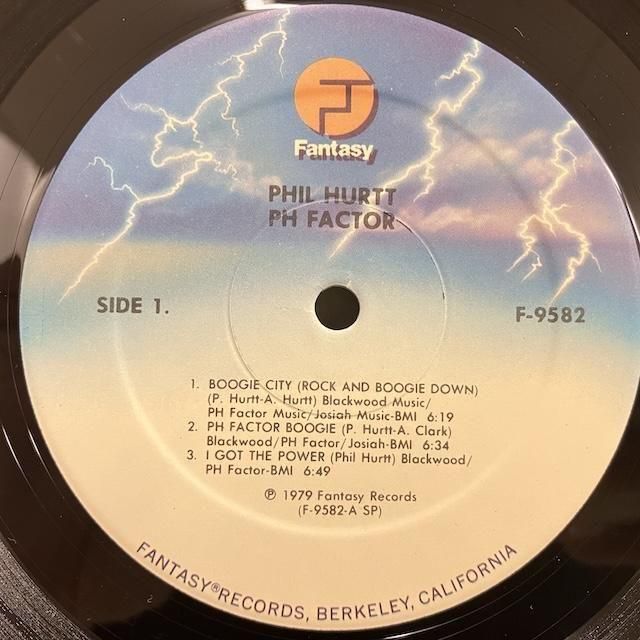 Fantasy
PHIL HURTT
PH FACTOR
SIDE 1.
F-9582
1. BOOGIE CITY (ROCK AND BOOGIE DOWN)
(P. Hurtt-A. Hurtt) Blackwood Music/
PH Factor Music/Josiah Music-BMI 6:19
2. PH FACTOR BOOGIE (P. Hurtt-A. Clark)
Blackwood/PH Factor/Josiah-BMI 6:34
3. I GOT THE POWER (Phil Hurtt) Blackwood/
PH Factor-BMI 6:49
℗ 1979 Fantasy Records
(F-9582-A SP)
FANTASY® RECORDS, BERKELEY, CALIFORNIA